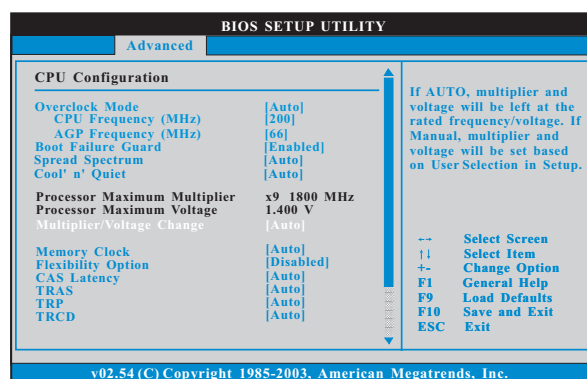 BIOS SETUP UTILITY
Advanced
CPU Configuration
Overclock Mode [Auto]
CPU Frequency (MHz) [200]
AGP Frequency (MHz) [66]
Boot Failure Guard [Enabled]
Spread Spectrum [Auto]
Cool' n' Quiet [Auto]
Processor Maximum Multiplier x9 1800 MHz
Processor Maximum Voltage 1.400 V
Multiplier/Voltage Change [Auto]
Memory Clock [Auto]
Flexibility Option [Disabled]
CAS Latency [Auto]
TRAS [Auto]
TRP [Auto]
TRCD [Auto]
If AUTO, multiplier and
voltage will be left at the
rated frequency/voltage. If
Manual, multiplier and
voltage will be set based
on User Selection in Setup.
←→ Select Screen
↑↓ Select Item
+- Change Option
F1 General Help
F9 Load Defaults
F10 Save and Exit
ESC Exit
v02.54 (C) Copyright 1985-2003, American Megatrends, Inc.